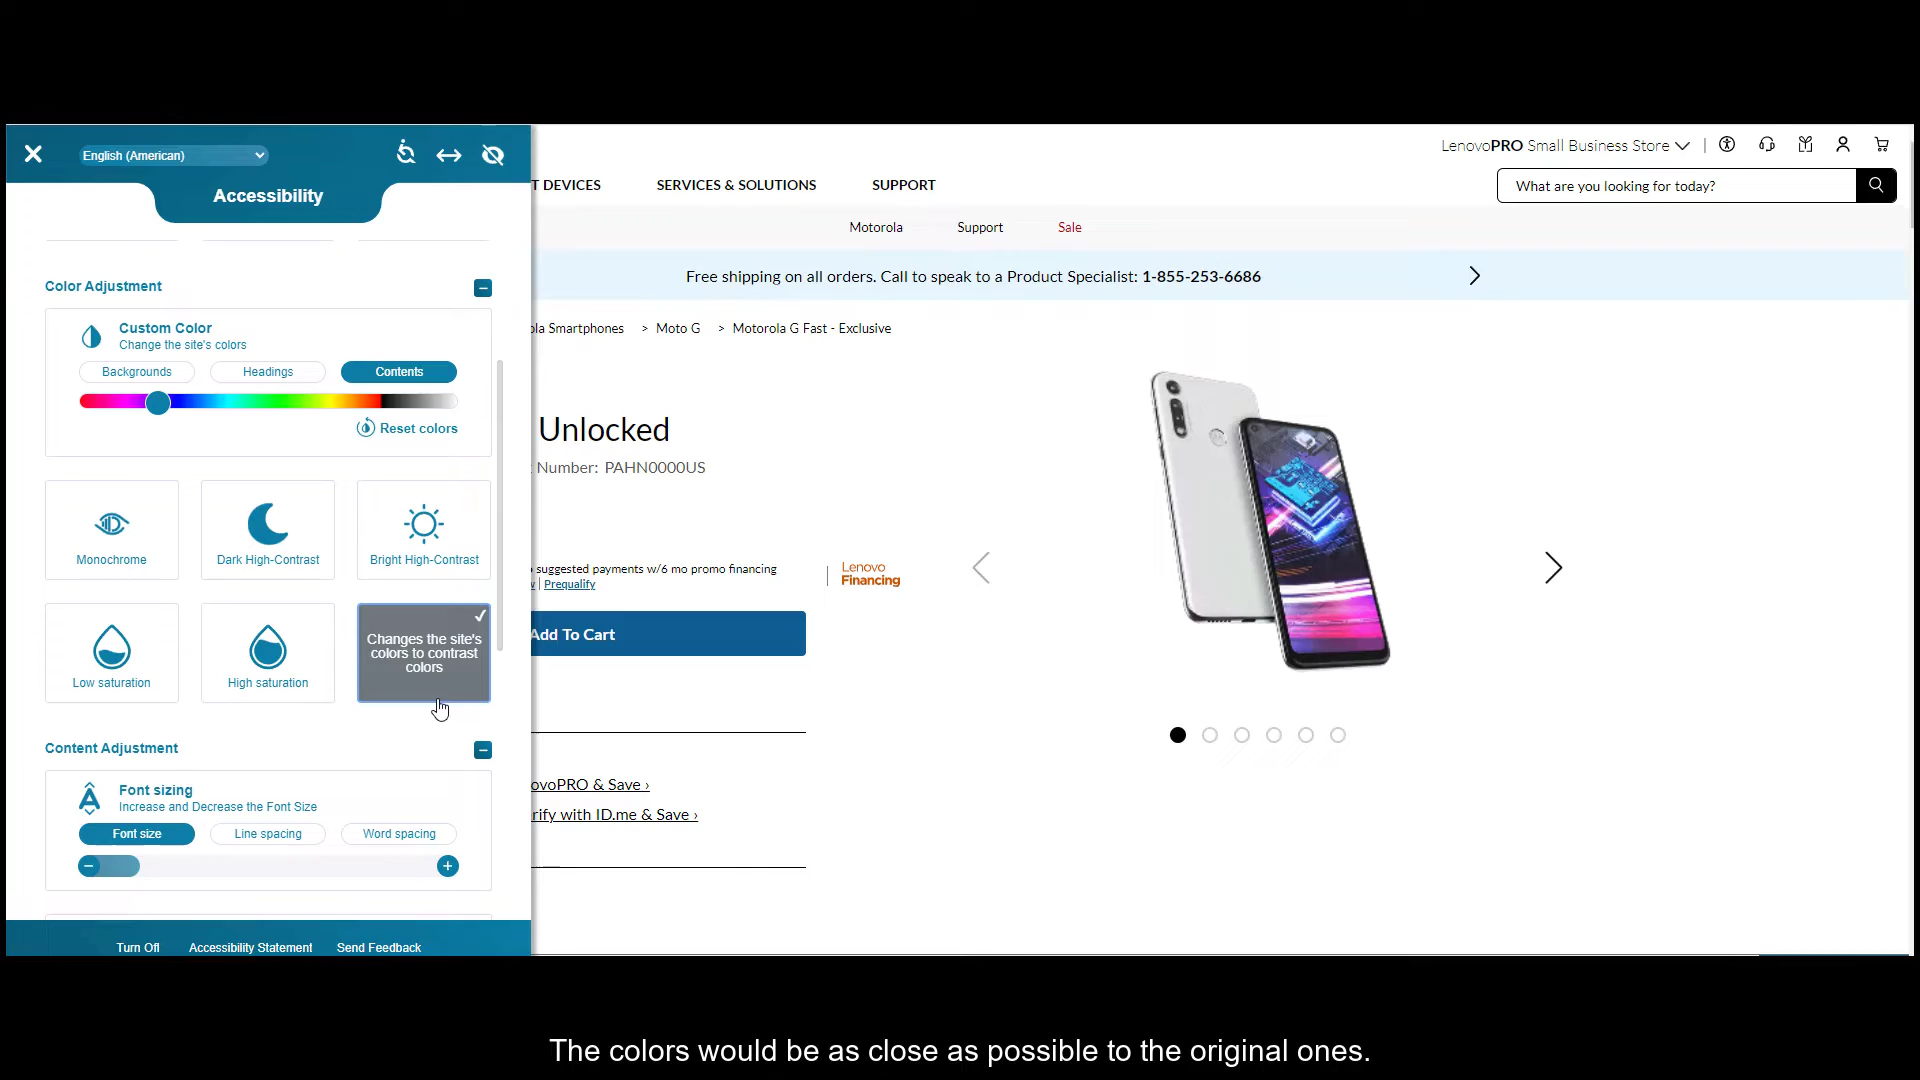 English (American)
Accessibility
Color Adjustment
Custom Color
Change the site's colors
Backgrounds
Headings
Contents
Reset colors
Monochrome
Dark High-Contrast
Bright High-Contrast
Low saturation
High saturation
Changes the site's
colors to contrast
colors
Content Adjustment
Font sizing
Increase and Decrease the Font Size
Font size
Line spacing
Word spacing
Turn Off
Accessibility Statement
Send Feedback
LenovoPRO Small Business Store
T DEVICES
SERVICES & SOLUTIONS
SUPPORT
What are you looking for today?
Motorola
Support
Sale
Free shipping on all orders. Call to speak to a Product Specialist: 1-855-253-6686
ola Smartphones > Moto G > Motorola G Fast - Exclusive
Unlocked
Number: PAHN0000US
suggested payments w/6 mo promo financing
w | Prequalify
Lenovo
Financing
Add To Cart
ovoPRO & Save ›
rify with ID.me & Save ›
The colors would be as close as possible to the original ones.